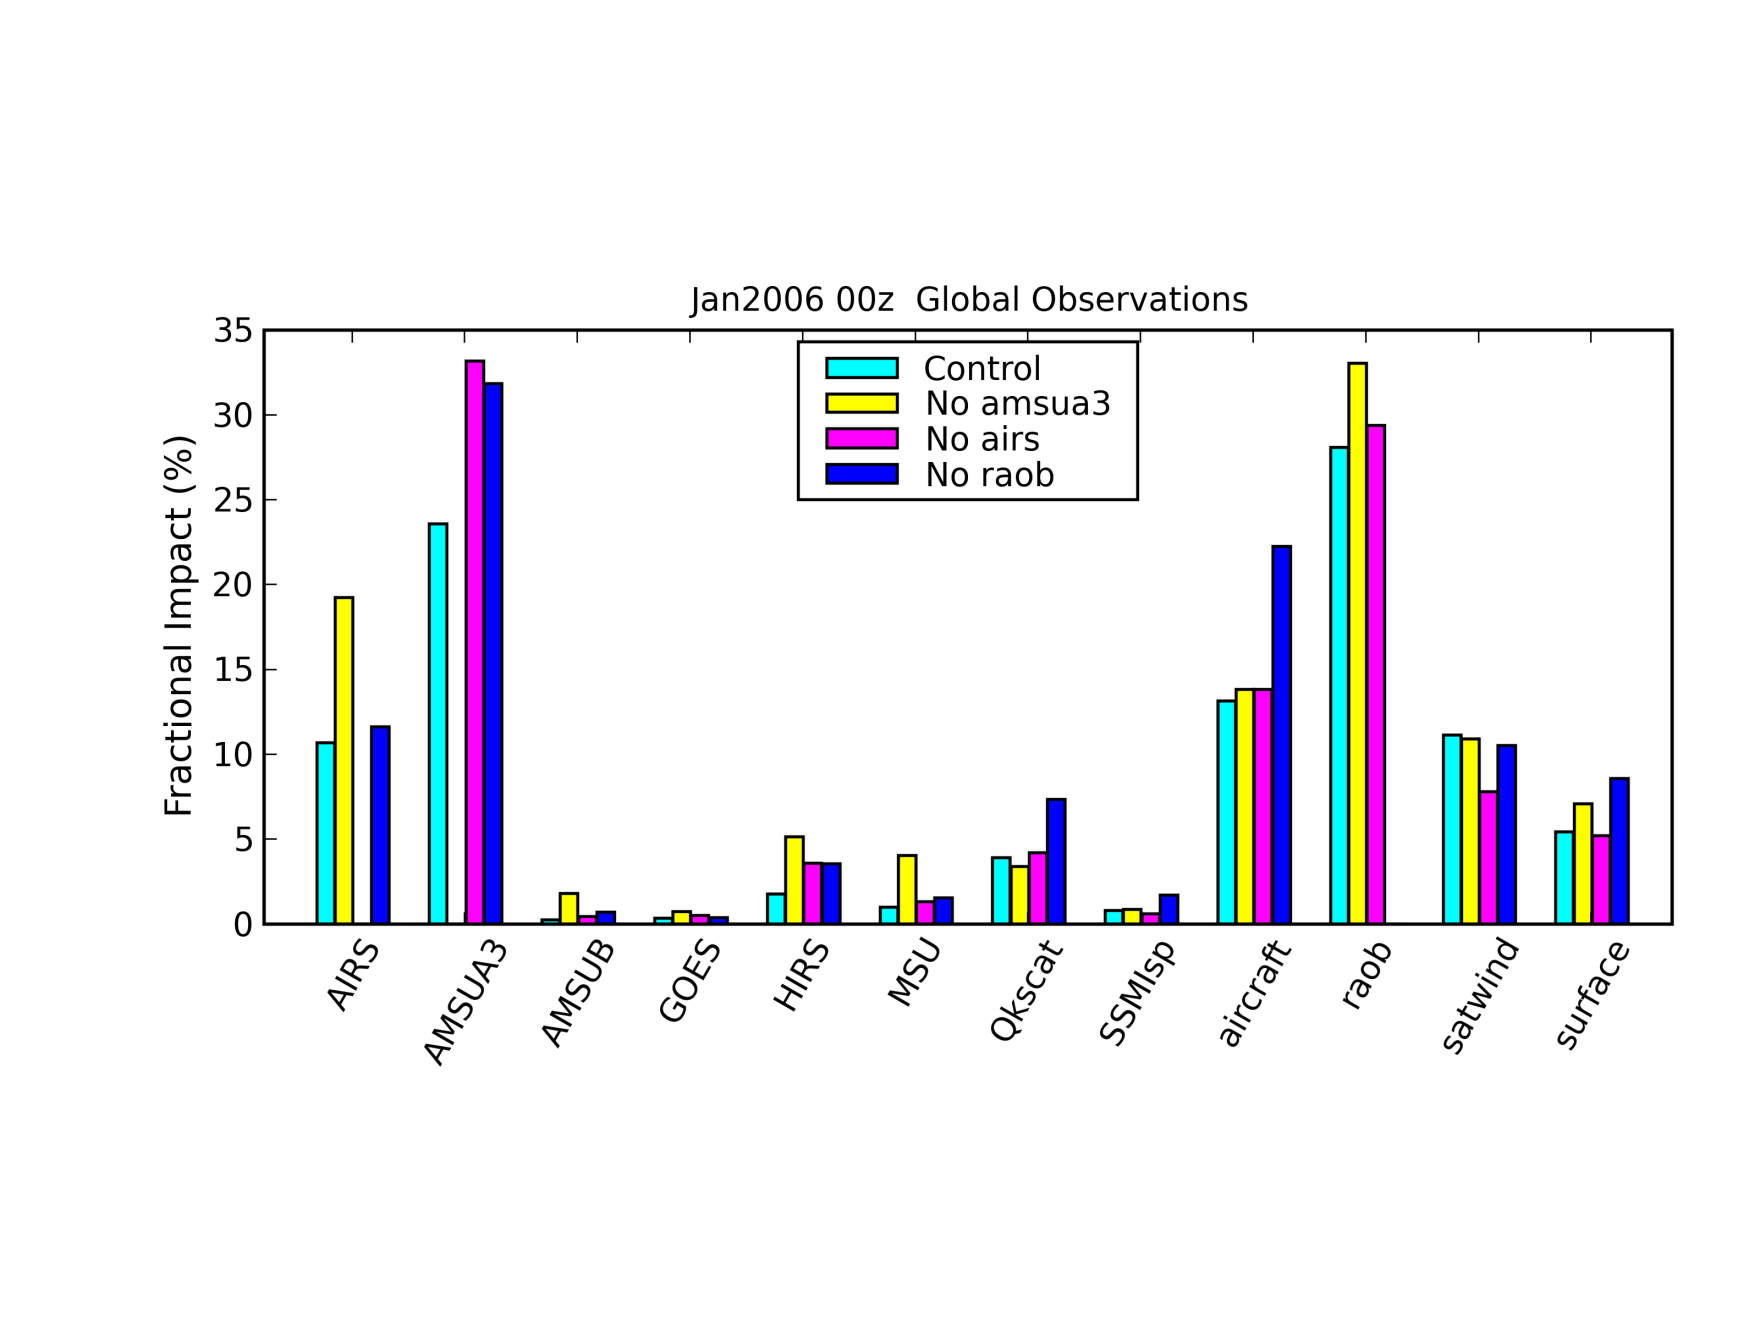 Jan2006 00z  Global Observations
Fractional Impact (%)
35
30
25
20
15
10
5
0
Control
No amsua3
No airs
No raob
AIRS
AMSUA3
AMSUB
GOES
HIRS
MSU
Qkscat
SSMIsp
aircraft
raob
satwind
surface